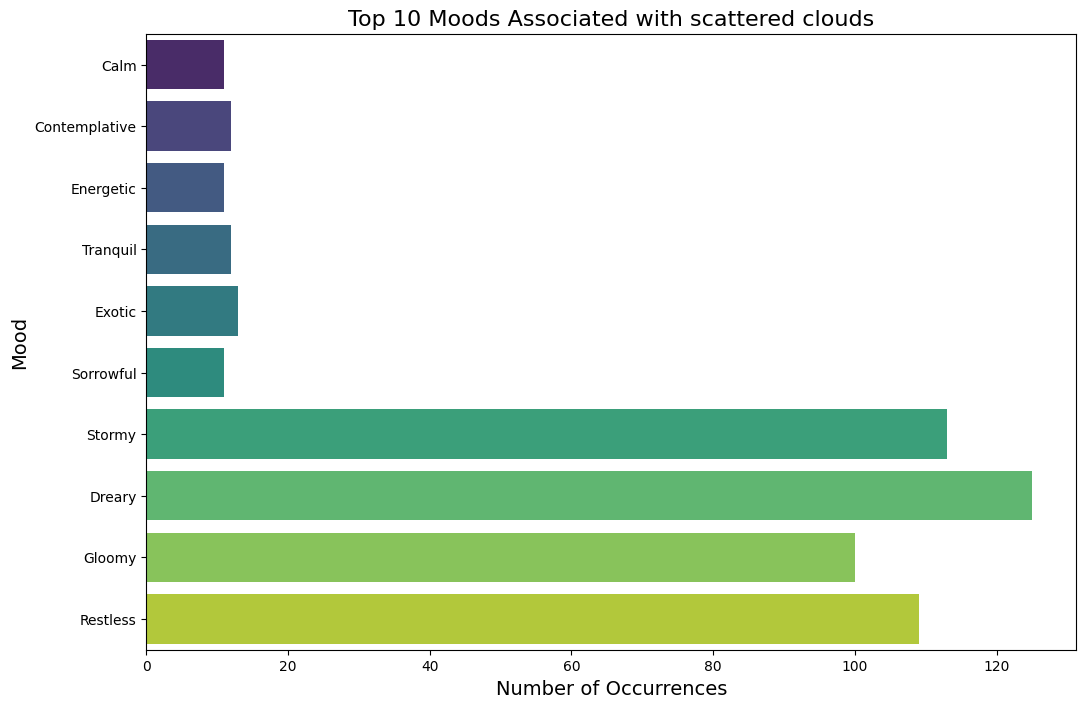 Top 10 Moods Associated with scattered clouds
Mood
Calm
Contemplative
Energetic
Tranquil
Exotic
Sorrowful
Stormy
Dreary
Gloomy
Restless
0 20 40 60 80 100 120
Number of Occurrences